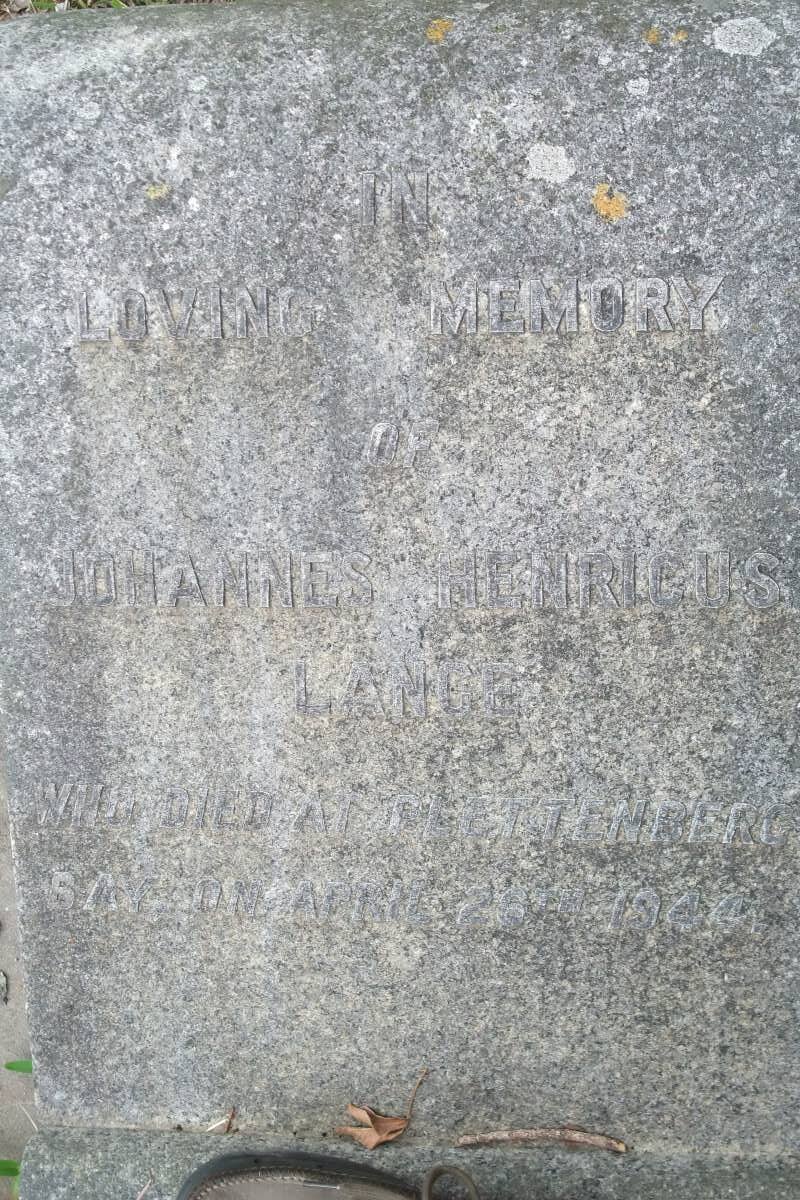 IN
LOVING MEMORY
OF
JOHANNES HENRICUS
LANGE
WHO DIED AT PLETTENBERG
BAY, ON APRIL 26TH 1944.